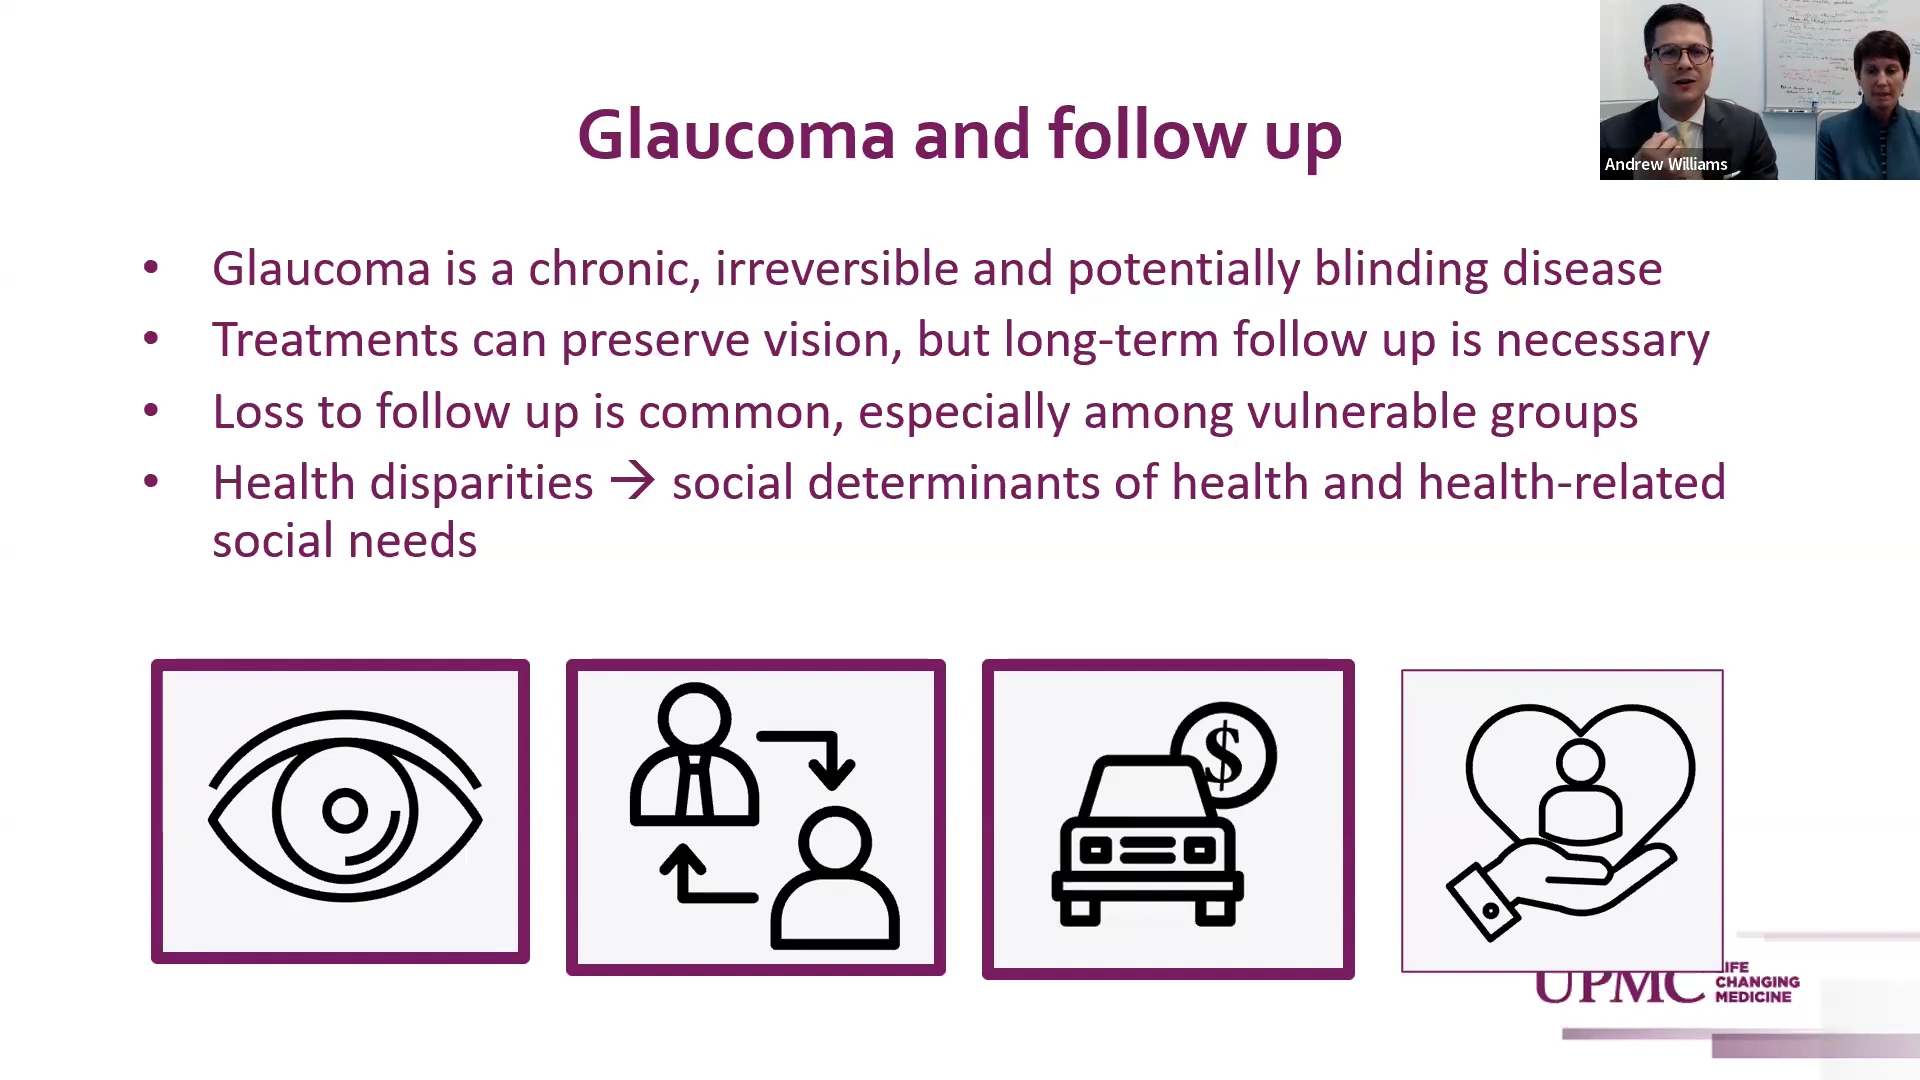 Glaucoma and follow up
Andrew Williams
• Glaucoma is a chronic, irreversible and potentially blinding disease
• Treatments can preserve vision, but long-term follow up is necessary
• Loss to follow up is common, especially among vulnerable groups
• Health disparities → social determinants of health and health-related
social needs
$
UPMC
LIFE
CHANGING
MEDICINE